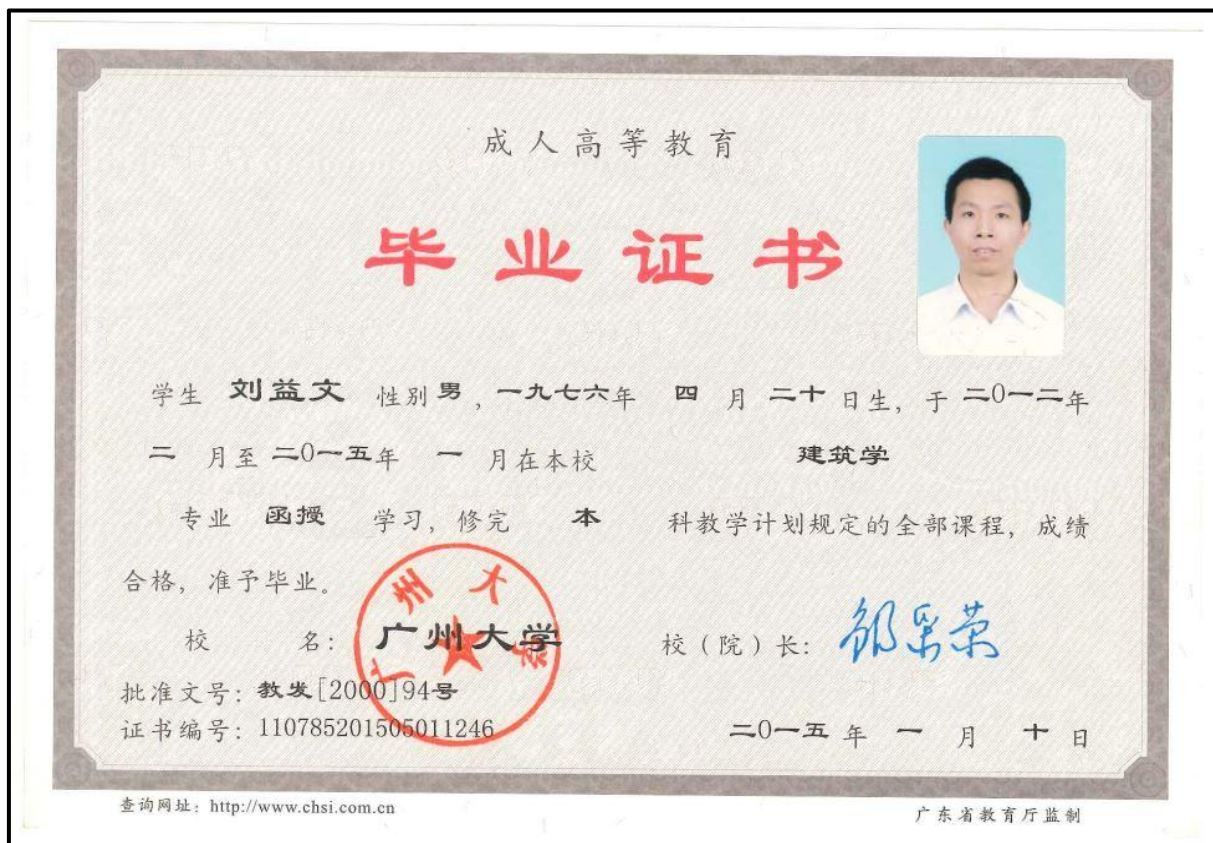 成人高等教育
毕业证书
学生 刘益文 性别 男 , 一九七六年 四 月 二十 日生, 于 二0一二年
二 月至 二0一五年 一 月在本校 建筑学
专业 函授 学习, 修完 本 科教学计划规定的全部课程, 成绩
合格, 准予毕业。
广州大学
校 名: 广州大学 校（院）长:
批准文号: 教发[2000]94号
证书编号: 110785201505011246 二0一五 年 一 月 十 日
查询网址: http://www.chsi.com.cn 广东省教育厅监制